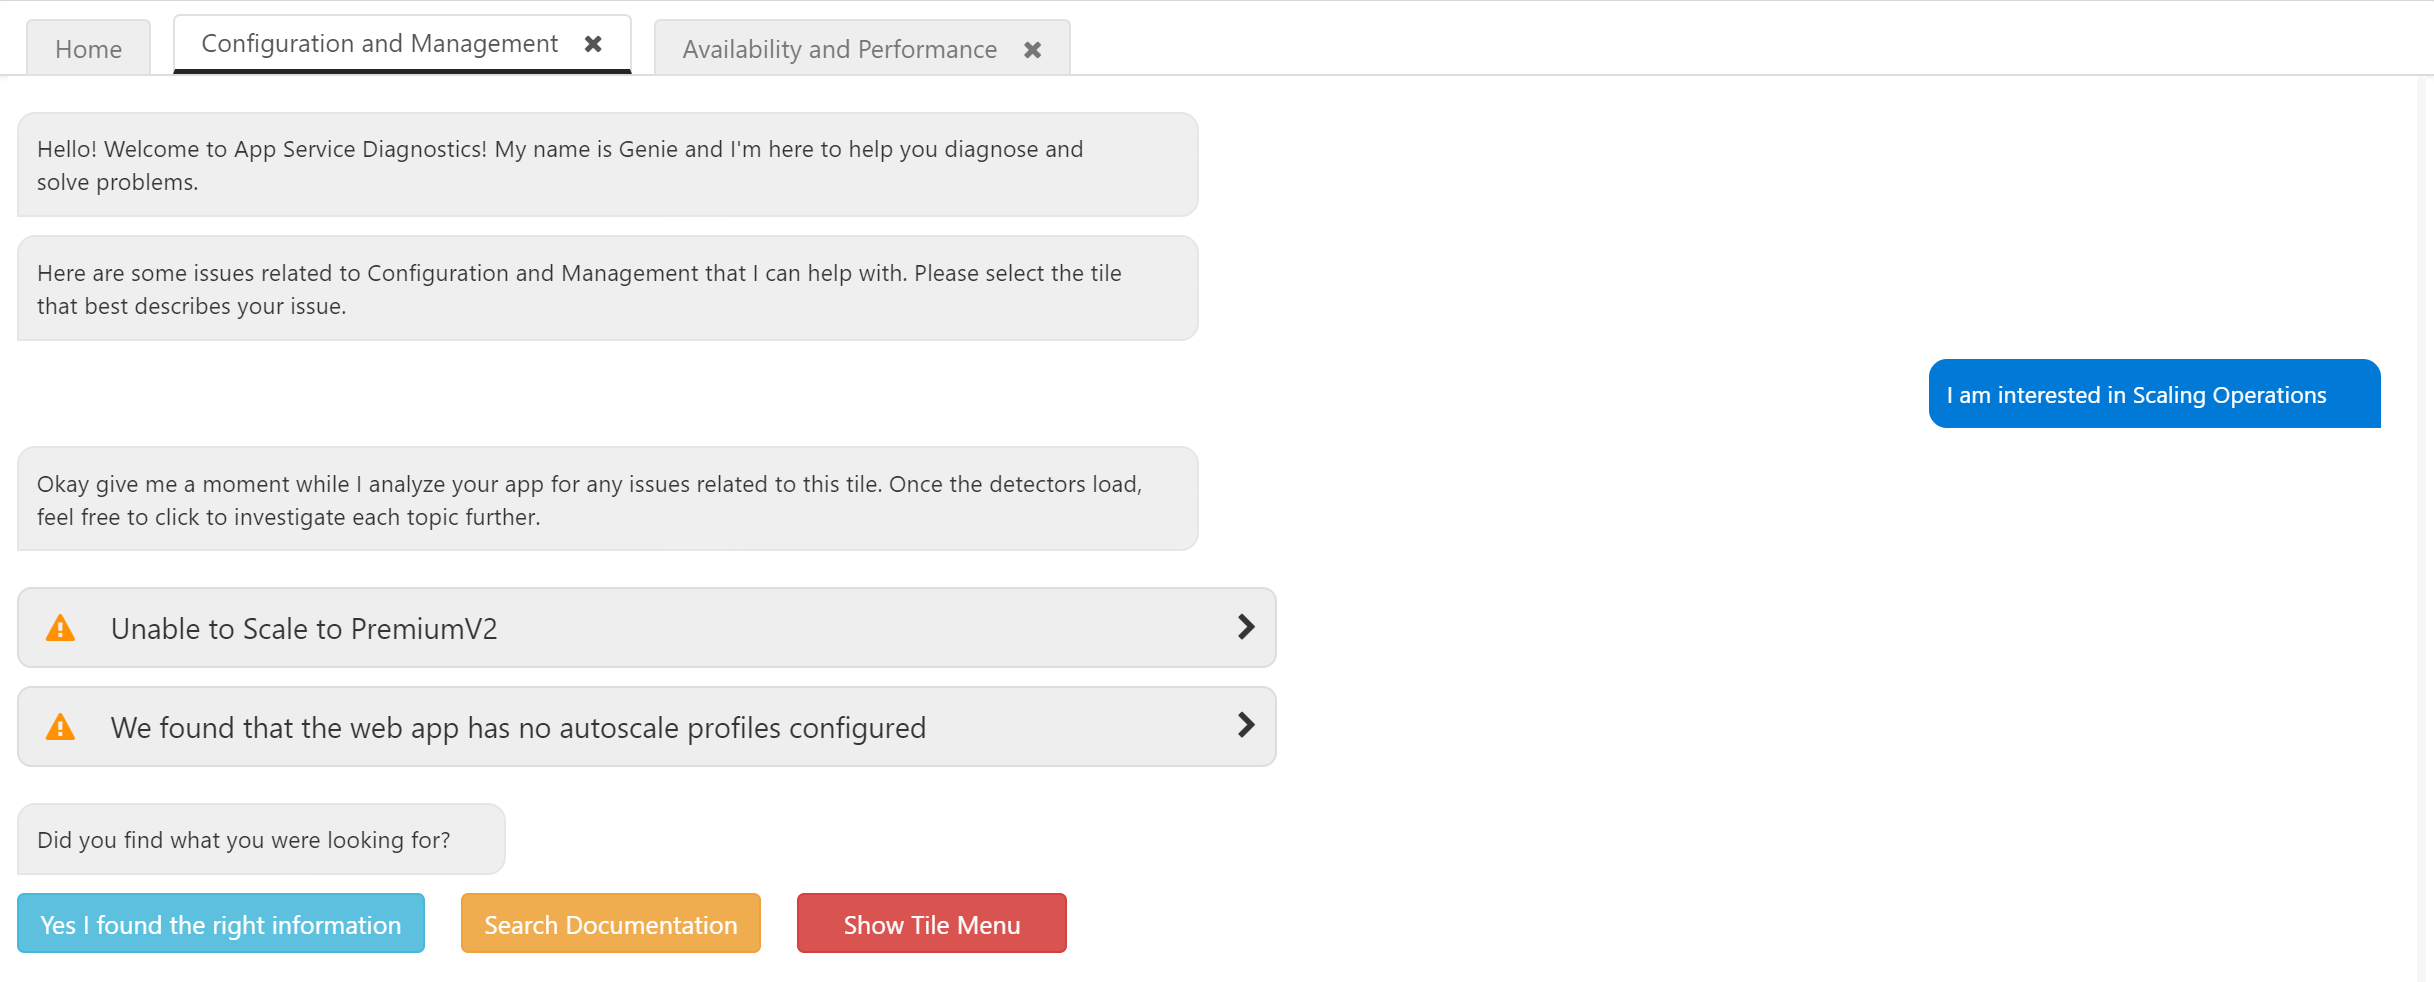 Home
Configuration and Management ✖
Availability and Performance ✖
Hello! Welcome to App Service Diagnostics! My name is Genie and I'm here to help you diagnose and
solve problems.
Here are some issues related to Configuration and Management that I can help with. Please select the tile
that best describes your issue.
I am interested in Scaling Operations
Okay give me a moment while I analyze your app for any issues related to this tile. Once the detectors load,
feel free to click to investigate each topic further.
Unable to Scale to PremiumV2
We found that the web app has no autoscale profiles configured
Did you find what you were looking for?
Yes I found the right information
Search Documentation
Show Tile Menu